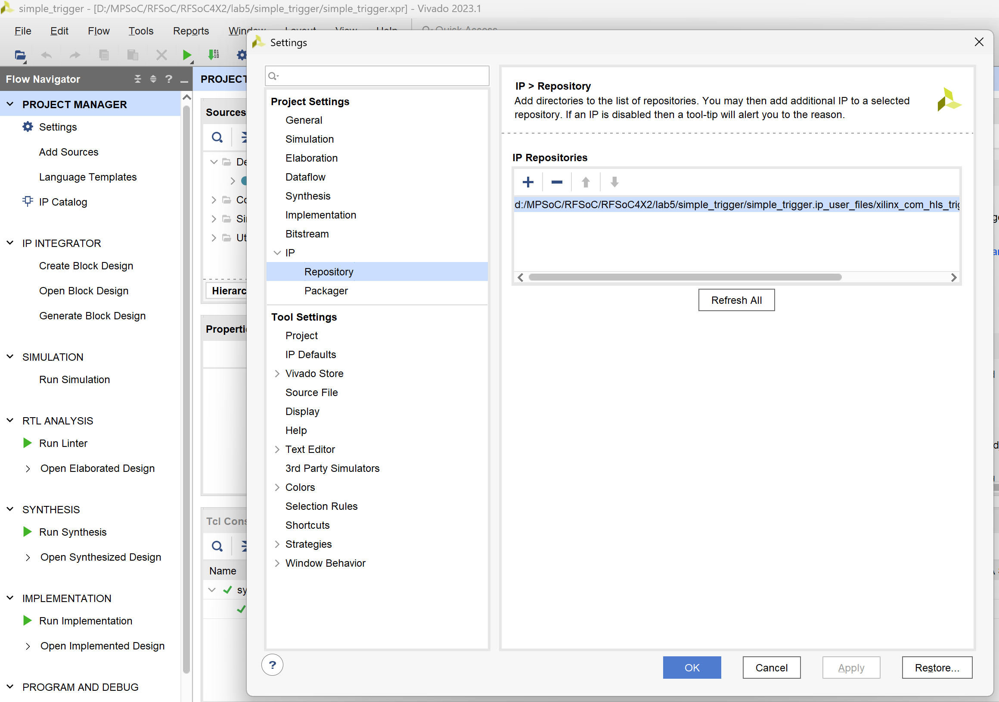 simple_trigger - [D:/MPSoC/RFSoC/RFSoC4X2/lab5/simple_trigger/simple_trigger.xpr] - Vivado 2023.1
File Edit Flow Tools Reports Window Layout View Help Quick Access
Settings
Flow Navigator
PROJECT
PROJECT MANAGER
Settings
Add Sources
Language Templates
IP Catalog
IP INTEGRATOR
Create Block Design
Open Block Design
Generate Block Design
SIMULATION
Run Simulation
RTL ANALYSIS
Run Linter
Open Elaborated Design
SYNTHESIS
Run Synthesis
Open Synthesized Design
IMPLEMENTATION
Run Implementation
Open Implemented Design
PROGRAM AND DEBUG
Sources
De
Co
Si
Ut
Hierarc
Properti
Tcl Cons
Name
sy
Project Settings
General
Simulation
Elaboration
Dataflow
Synthesis
Implementation
Bitstream
IP
Repository
Packager
Tool Settings
Project
IP Defaults
Vivado Store
Source File
Display
Help
Text Editor
3rd Party Simulators
Colors
Selection Rules
Shortcuts
Strategies
Window Behavior
IP > Repository
Add directories to the list of repositories. You may then add additional IP to a selected
repository. If an IP is disabled then a tool-tip will alert you to the reason.
IP Repositories
d:/MPSoC/RFSoC/RFSoC4X2/lab5/simple_trigger/simple_trigger.ip_user_files/xilinx_com_hls_trig
Refresh All
OK Cancel Apply Restore...